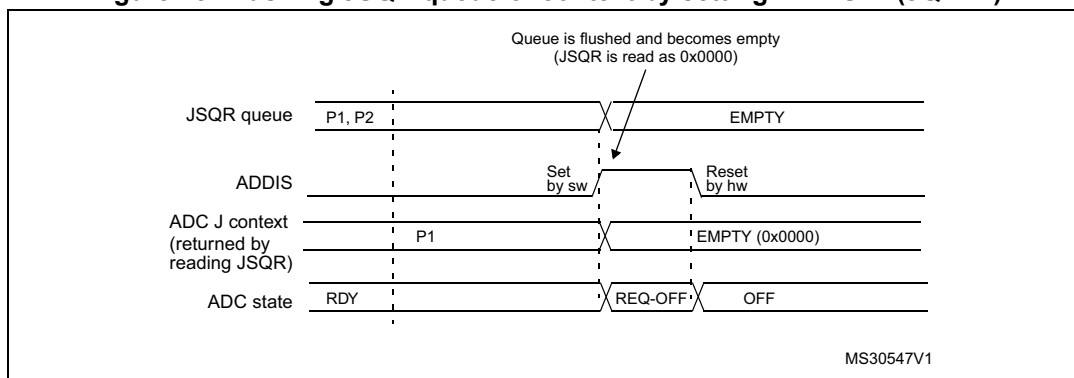 Queue is flushed and becomes empty
(JSQR is read as 0x0000)
JSQR queue P1, P2 EMPTY
ADDIS Set by sw Reset by hw
ADC J context
(returned by
reading JSQR)
P1 EMPTY (0x0000)
ADC state RDY REQ-OFF OFF
MS30547V1